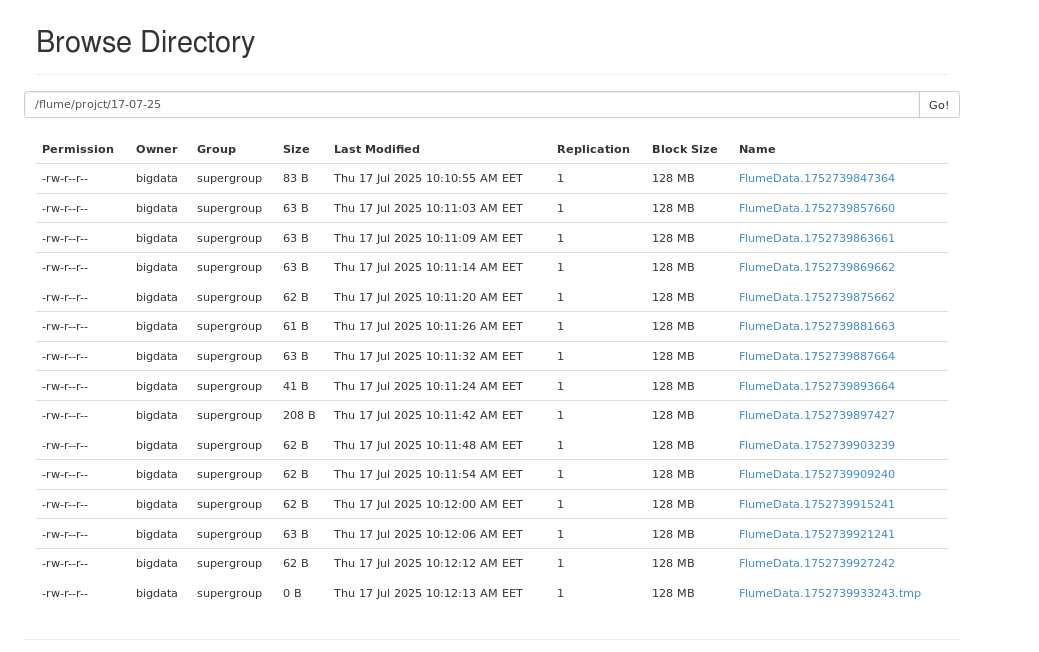 Browse Directory
/flume/projct/17-07-25 Go!
Permission Owner Group Size Last Modified Replication Block Size Name
-rw-r--r-- bigdata supergroup 83 B Thu 17 Jul 2025 10:10:55 AM EET 1 128 MB FlumeData.1752739847364
-rw-r--r-- bigdata supergroup 63 B Thu 17 Jul 2025 10:11:03 AM EET 1 128 MB FlumeData.1752739857660
-rw-r--r-- bigdata supergroup 63 B Thu 17 Jul 2025 10:11:09 AM EET 1 128 MB FlumeData.1752739863661
-rw-r--r-- bigdata supergroup 63 B Thu 17 Jul 2025 10:11:14 AM EET 1 128 MB FlumeData.1752739869662
-rw-r--r-- bigdata supergroup 62 B Thu 17 Jul 2025 10:11:20 AM EET 1 128 MB FlumeData.1752739875662
-rw-r--r-- bigdata supergroup 61 B Thu 17 Jul 2025 10:11:26 AM EET 1 128 MB FlumeData.1752739881663
-rw-r--r-- bigdata supergroup 63 B Thu 17 Jul 2025 10:11:32 AM EET 1 128 MB FlumeData.1752739887664
-rw-r--r-- bigdata supergroup 41 B Thu 17 Jul 2025 10:11:24 AM EET 1 128 MB FlumeData.1752739893664
-rw-r--r-- bigdata supergroup 208 B Thu 17 Jul 2025 10:11:42 AM EET 1 128 MB FlumeData.1752739897427
-rw-r--r-- bigdata supergroup 62 B Thu 17 Jul 2025 10:11:48 AM EET 1 128 MB FlumeData.1752739903239
-rw-r--r-- bigdata supergroup 62 B Thu 17 Jul 2025 10:11:54 AM EET 1 128 MB FlumeData.1752739909240
-rw-r--r-- bigdata supergroup 62 B Thu 17 Jul 2025 10:12:00 AM EET 1 128 MB FlumeData.1752739915241
-rw-r--r-- bigdata supergroup 63 B Thu 17 Jul 2025 10:12:06 AM EET 1 128 MB FlumeData.1752739921241
-rw-r--r-- bigdata supergroup 62 B Thu 17 Jul 2025 10:12:12 AM EET 1 128 MB FlumeData.1752739927242
-rw-r--r-- bigdata supergroup 0 B Thu 17 Jul 2025 10:12:13 AM EET 1 128 MB FlumeData.1752739933243.tmp